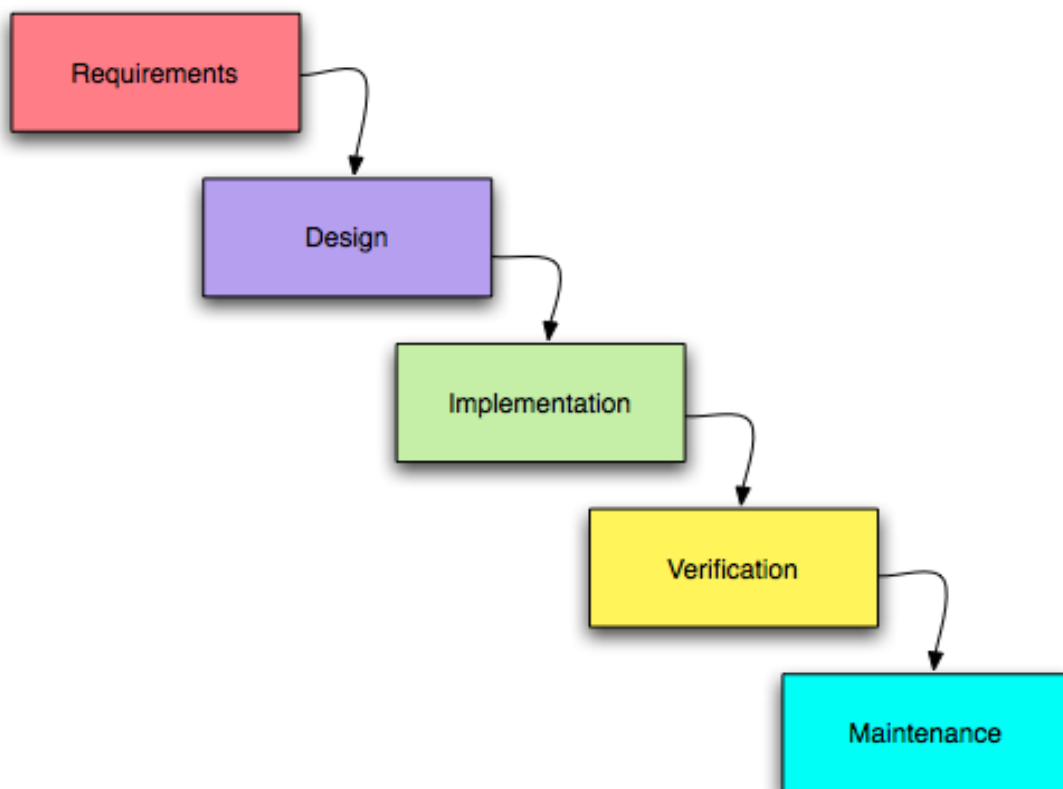 Requirements
Design
Implementation
Verification
Maintenance